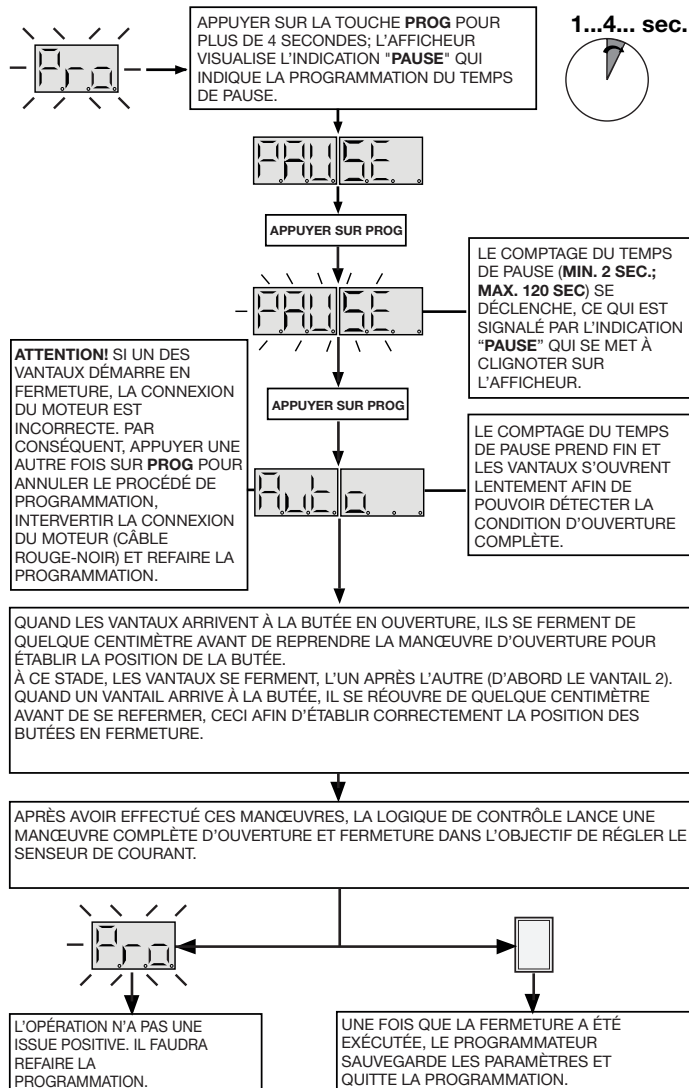 APPUYER SUR LA TOUCHE PROG POUR
PLUS DE 4 SECONDES; L'AFFICHEUR
VISUALISE L'INDICATION "PAUSE" QUI
INDIQUE LA PROGRAMMATION DU TEMPS
DE PAUSE.
1...4... sec.
Pro
PAUSE
APPUYER SUR PROG
PAUSE
LE COMPTAGE DU TEMPS
DE PAUSE (MIN. 2 SEC.;
MAX. 120 SEC) SE
DÉCLENCHE, CE QUI EST
SIGNALÉ PAR L'INDICATION
“PAUSE” QUI SE MET À
CLIGNOTER SUR
L'AFFICHEUR.
ATTENTION! SI UN DES
VANTAUX DÉMARRE EN
FERMETURE, LA CONNEXION
DU MOTEUR EST
INCORRECTE. PAR
CONSÉQUENT, APPUYER UNE
AUTRE FOIS SUR PROG POUR
ANNULER LE PROCÉDÉ DE
PROGRAMMATION,
INTERVERTIR LA CONNEXION
DU MOTEUR (CÂBLE
ROUGE-NOIR) ET REFAIRE LA
PROGRAMMATION.
APPUYER SUR PROG
Auto
LE COMPTAGE DU TEMPS
DE PAUSE PREND FIN ET
LES VANTAUX S'OUVRENT
LENTEMENT AFIN DE
POUVOIR DÉTECTER LA
CONDITION D'OUVERTURE
COMPLÈTE.
QUAND LES VANTAUX ARRIVENT À LA BUTÉE EN OUVERTURE, ILS SE FERMENT DE
QUELQUE CENTIMÈTRE AVANT DE REPRENDRE LA MANŒUVRE D'OUVERTURE POUR
ÉTABLIR LA POSITION DE LA BUTÉE.
À CE STADE, LES VANTAUX SE FERMENT, L'UN APRÈS L'AUTRE (D'ABORD LE VANTAIL 2).
QUAND UN VANTAIL ARRIVE À LA BUTÉE, IL SE RÉOUVRE DE QUELQUE CENTIMÈTRE
AVANT DE SE REFERMER, CECI AFIN D'ÉTABLIR CORRECTEMENT LA POSITION DES
BUTÉES EN FERMETURE.
APRÈS AVOIR EFFECTUÉ CES MANŒUVRES, LA LOGIQUE DE CONTRÔLE LANCE UNE
MANŒUVRE COMPLÈTE D'OUVERTURE ET FERMETURE DANS L'OBJECTIF DE RÉGLER LE
SENSEUR DE COURANT.
Pro
L'OPÉRATION N'A PAS UNE
ISSUE POSITIVE. IL FAUDRA
REFAIRE LA
PROGRAMMATION.
UNE FOIS QUE LA FERMETURE A ÉTÉ
EXÉCUTÉE, LE PROGRAMMATEUR
SAUVEGARDE LES PARAMÈTRES ET
QUITTE LA PROGRAMMATION.